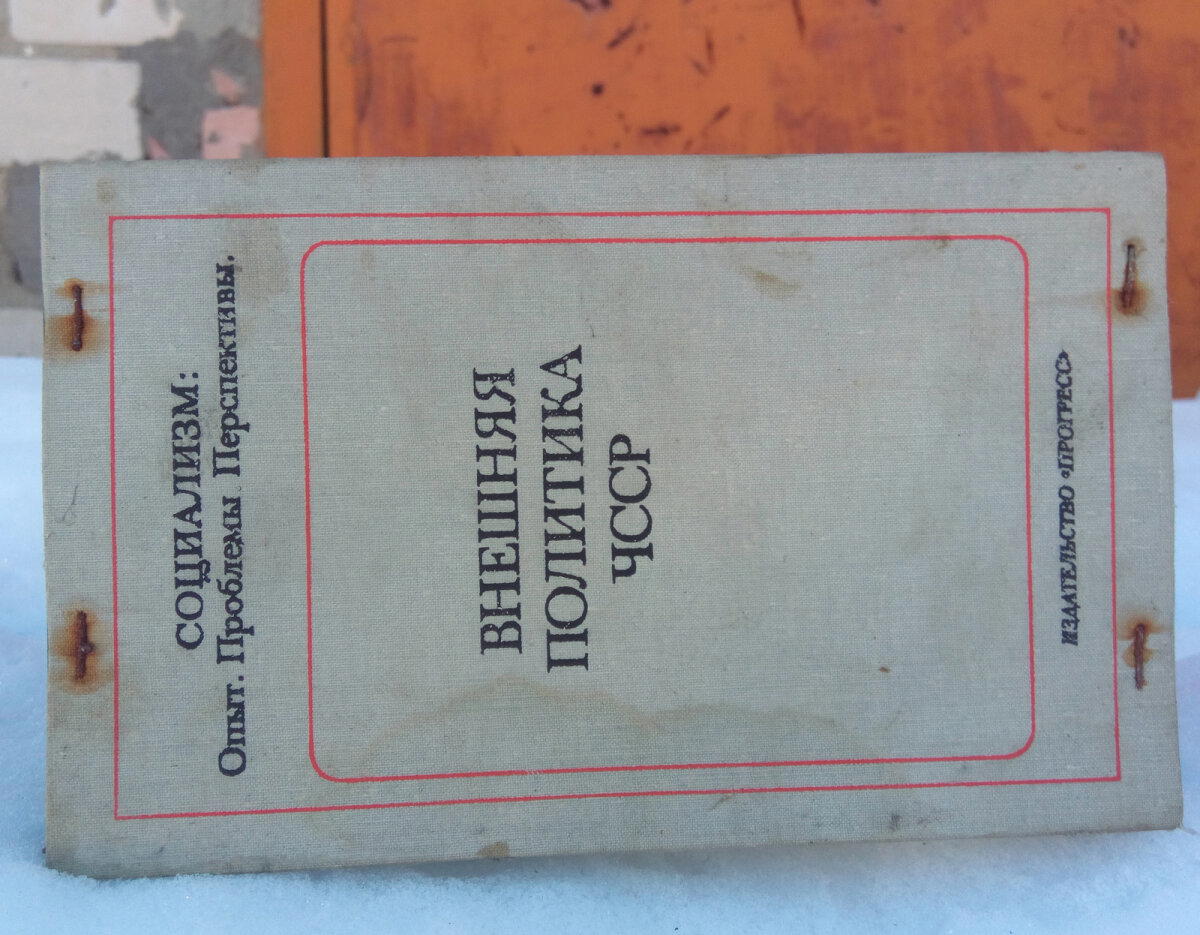 СОЦИАЛИЗМ:
Опыт. Проблемы. Перспективы.
ВНЕШНЯЯ
ПОЛИТИКА
ЧССР
ИЗДАТЕЛЬСТВО «ПРОГРЕСС»